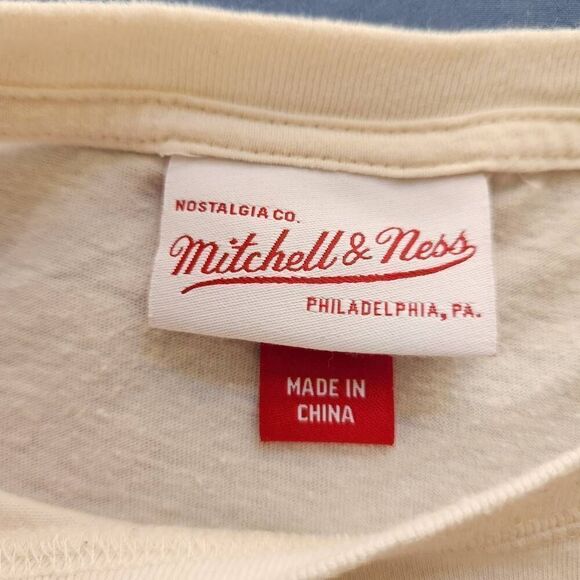 NOSTALGIA CO.
Mitchell & Ness
PHILADELPHIA, PA.
MADE IN
CHINA